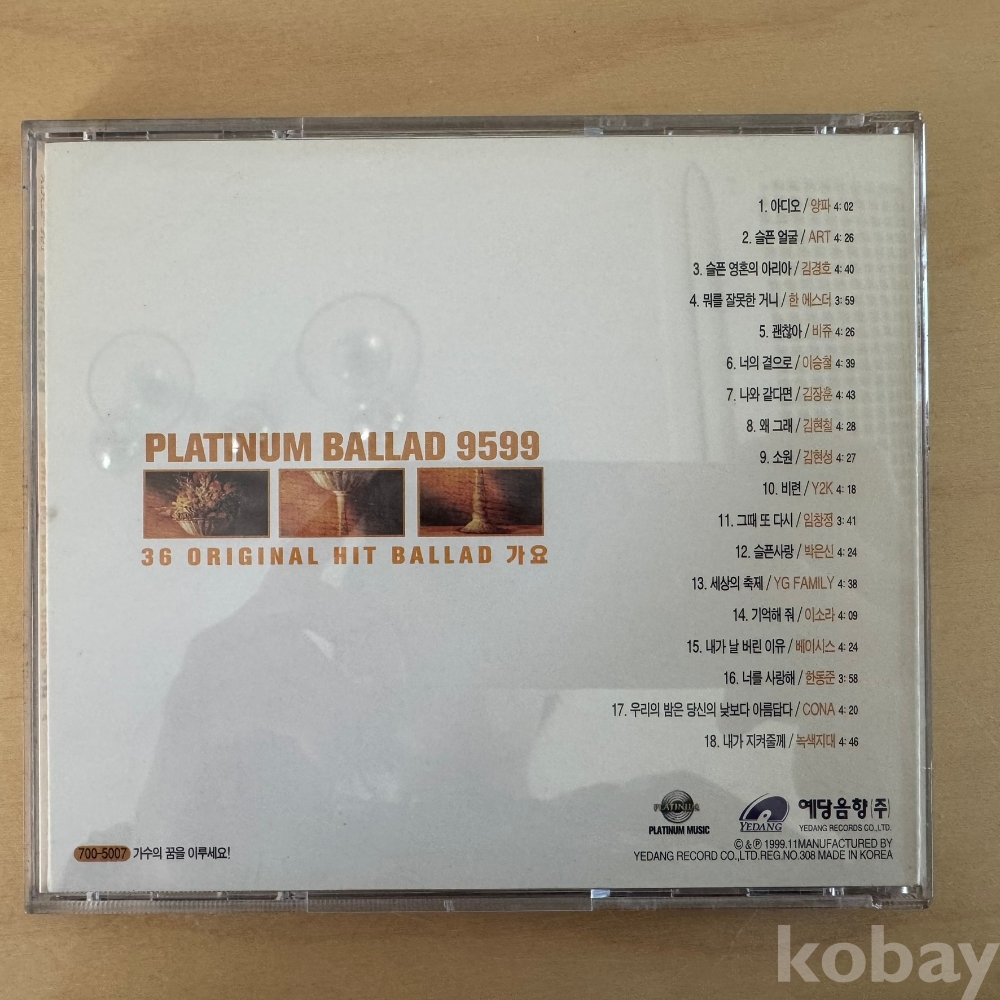 1. 아디오 / 양파 4: 02
2. 슬픈 얼굴 / ART 4: 26
3. 슬픈 영혼의 아리아 / 김경호 4: 40
4. 뭐를 잘못한 거니 / 한 에스더 3: 59
5. 괜찮아 / 비쥬 4: 26
6. 너의 곁으로 / 이승철 4: 39
7. 나와 같다면 / 김장훈 4: 43
8. 왜 그래 / 김현철 4: 28
9. 소원 / 김현성 4: 27
10. 비련 / Y2K 4: 18
11. 그때 또 다시 / 임창정 3: 41
12. 슬픈사랑 / 박은신 4: 24
13. 세상의 축제 / YG FAMILY 4: 38
14. 기억해 줘 / 이소라 4: 09
15. 내가 날 버린 이유 / 베이시스 4: 24
16. 너를 사랑해 / 한동준 3: 58
17. 우리의 밤은 당신의 낮보다 아름답다 / CONA 4: 20
18. 내가 지켜줄께 / 녹색지대 4: 46
PLATINUM BALLAD 9599
36 ORIGINAL HIT BALLAD 가요
PLATINUM MUSIC
YEDANG
예당음향(주)
YEDANG RECORDS CO.,LTD.
© & ℗ 1999.11MANUFACTURED BY
YEDANG RECORD CO.,LTD.REG.NO.308 MADE IN KOREA
700-5007 가수의 꿈을 이루세요!
kobay